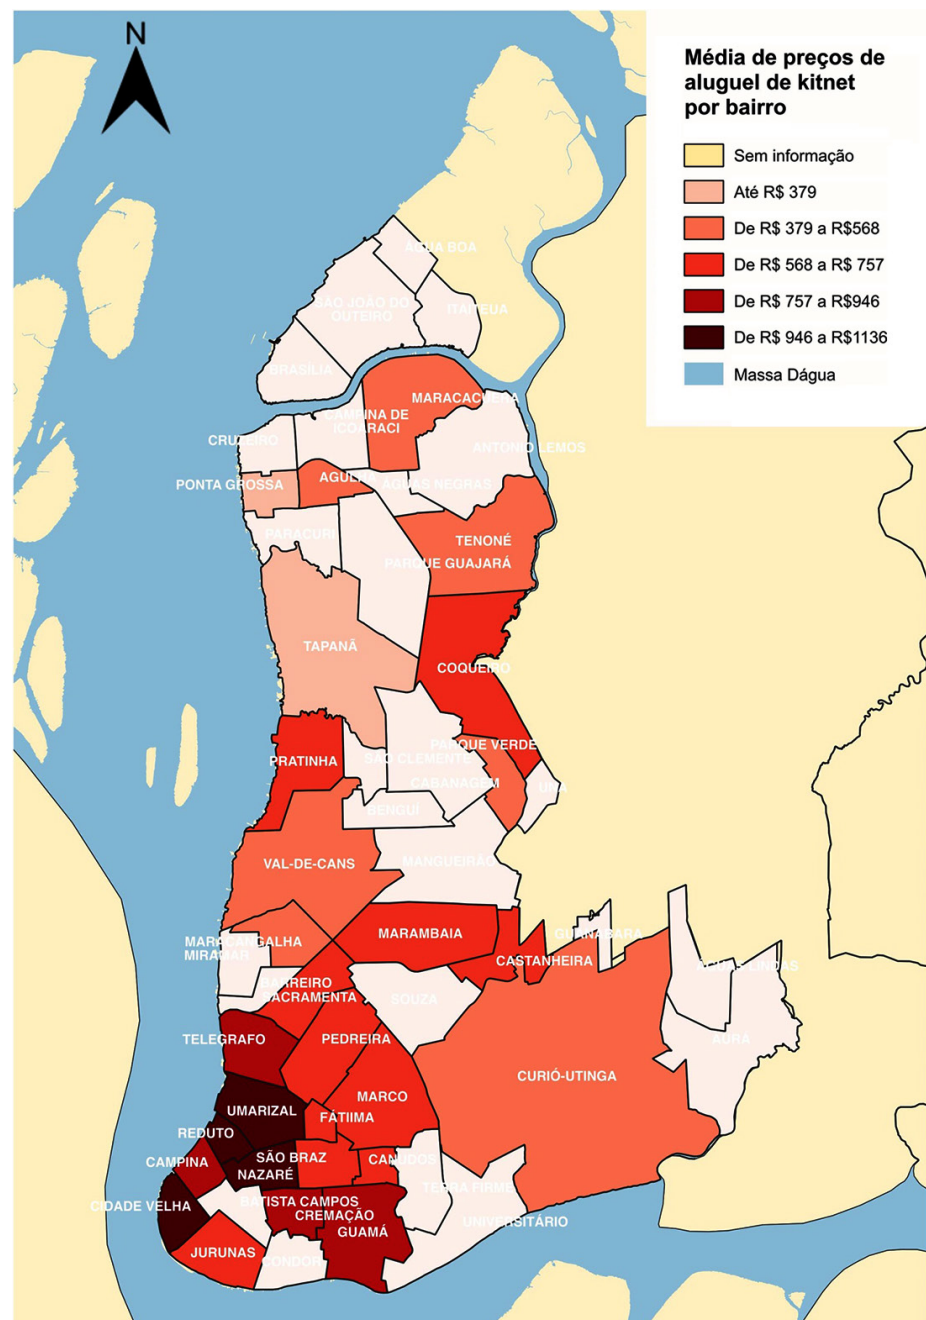 N
Média de preços de
aluguel de kitnet
por bairro
Sem informação
Até R$ 379
De R$ 379 a R$568
De R$ 568 a R$ 757
De R$ 757 a R$946
De R$ 946 a R$1136
Massa Dágua
ÁGUA BOA
SÃO JOÃO DO
OUTEIRO
ITAITEUA
BRASÍLIA
MARACACUERA
CAMPINA DE
ICOARACI
CRUZEIRO
ANTONIO LEMOS
PONTA GROSSA
AGULHA
ÁGUAS NEGRAS
PARACURI
TENONÉ
PARQUE GUAJARÁ
TAPANÃ
COQUEIRO
PARQUE VERDE
PRATINHA
SÃO CLEMENTE
CABANAGEM
UNA
BENGUÍ
VAL-DE-CANS
MANGUEIRÃO
MARAMBAIA
GUANABARA
MARACANGALHA
MIRAMAR
CASTANHEIRA
ÁGUAS LINDAS
BARREIRO
SACRAMENTA
SOUZA
TELEGRAFO
PEDREIRA
AURÁ
CURIÓ-UTINGA
MARCO
UMARIZAL
FÁTIIMA
REDUTO
CAMPINA
SÃO BRAZ
CANUDOS
NAZARÉ
TERRA FIRME
CIDADE VELHA
BATISTA CAMPOS
CREMAÇÃO
UNIVERSITÁRIO
GUAMÁ
JURUNAS
CONDOR